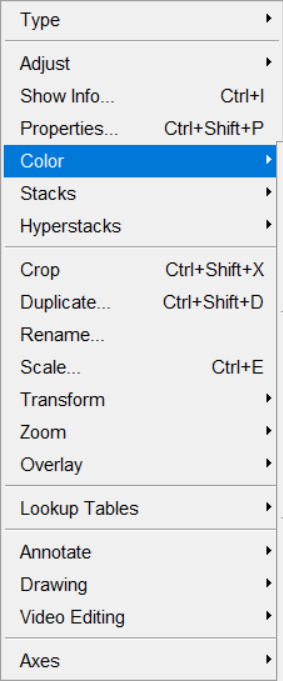 Type
Adjust
Show Info... Ctrl+I
Properties... Ctrl+Shift+P
Color
Stacks
Hyperstacks
Crop Ctrl+Shift+X
Duplicate... Ctrl+Shift+D
Rename...
Scale... Ctrl+E
Transform
Zoom
Overlay
Lookup Tables
Annotate
Drawing
Video Editing
Axes